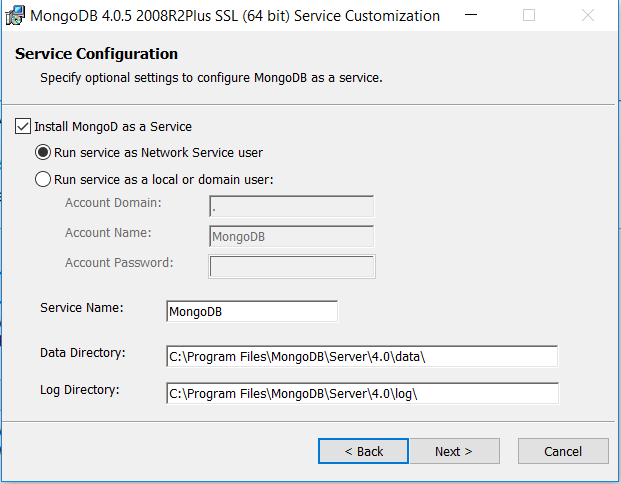 MongoDB 4.0.5 2008R2Plus SSL (64 bit) Service Customization
Service Configuration
Specify optional settings to configure MongoDB as a service.
Install MongoD as a Service
Run service as Network Service user
Run service as a local or domain user:
Account Domain: .
Account Name: MongoDB
Account Password:
Service Name: MongoDB
Data Directory: C:\Program Files\MongoDB\Server\4.0\data\
Log Directory: C:\Program Files\MongoDB\Server\4.0\log\
< Back Next > Cancel